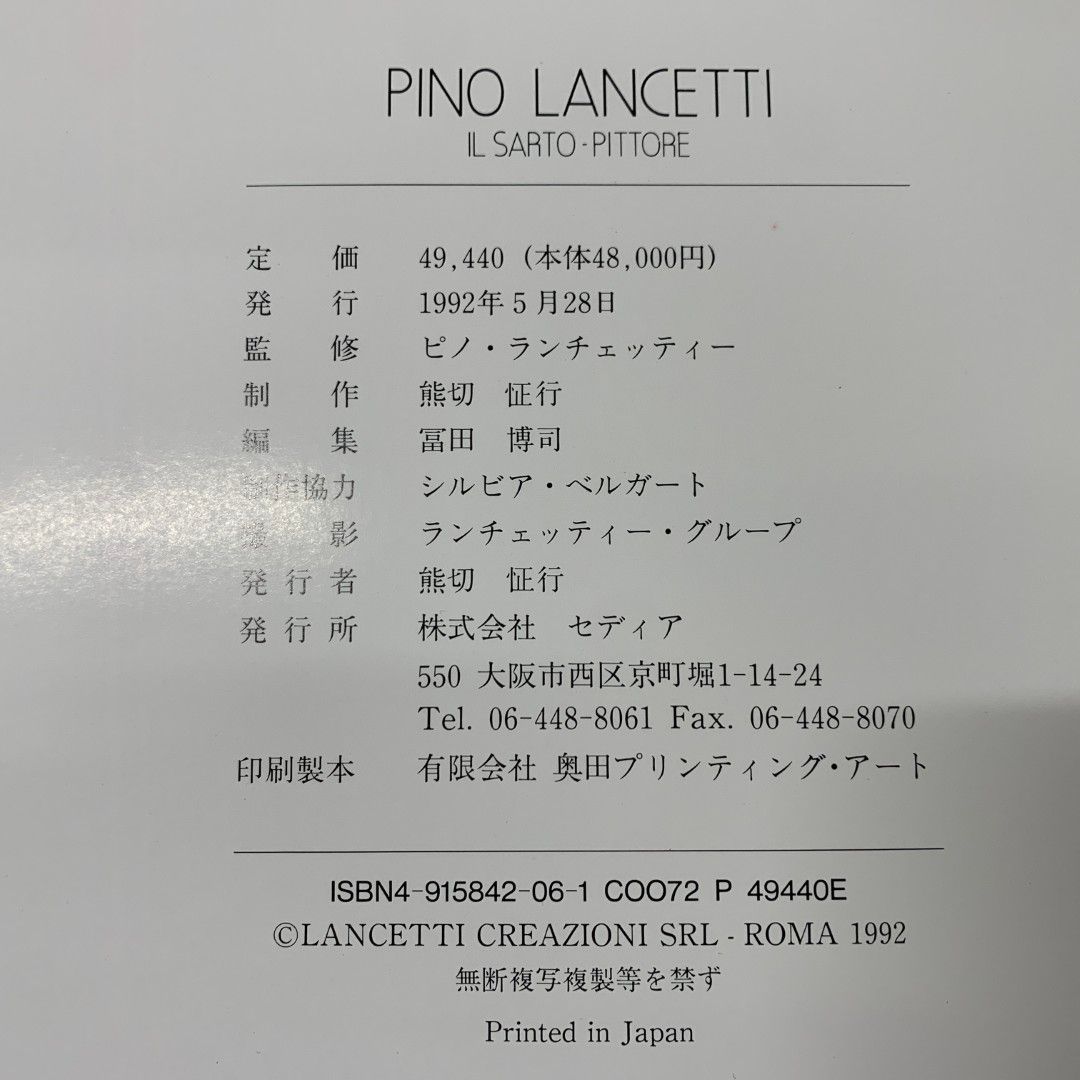 PINO LANCETTI
IL SARTO-PITTORE
定 価 49,440 (本体48,000円)
発 行 1992年5月28日
監 修 ピノ・ランチェッティー
制 作 熊切 怔行
編 集 冨田 博司
制作協力 シルビア・ベルガート
撮 影 ランチェッティー・グループ
発 行 者 熊切 怔行
発 行 所 株式会社 セディア
550 大阪市西区京町堀1-14-24
Tel. 06-448-8061 Fax. 06-448-8070
印刷製本 有限会社 奥田プリンティング・アート
ISBN4-915842-06-1 COO72 P 49440E
©LANCETTI CREAZIONI SRL - ROMA 1992
無断複写複製等を禁ず
Printed in Japan